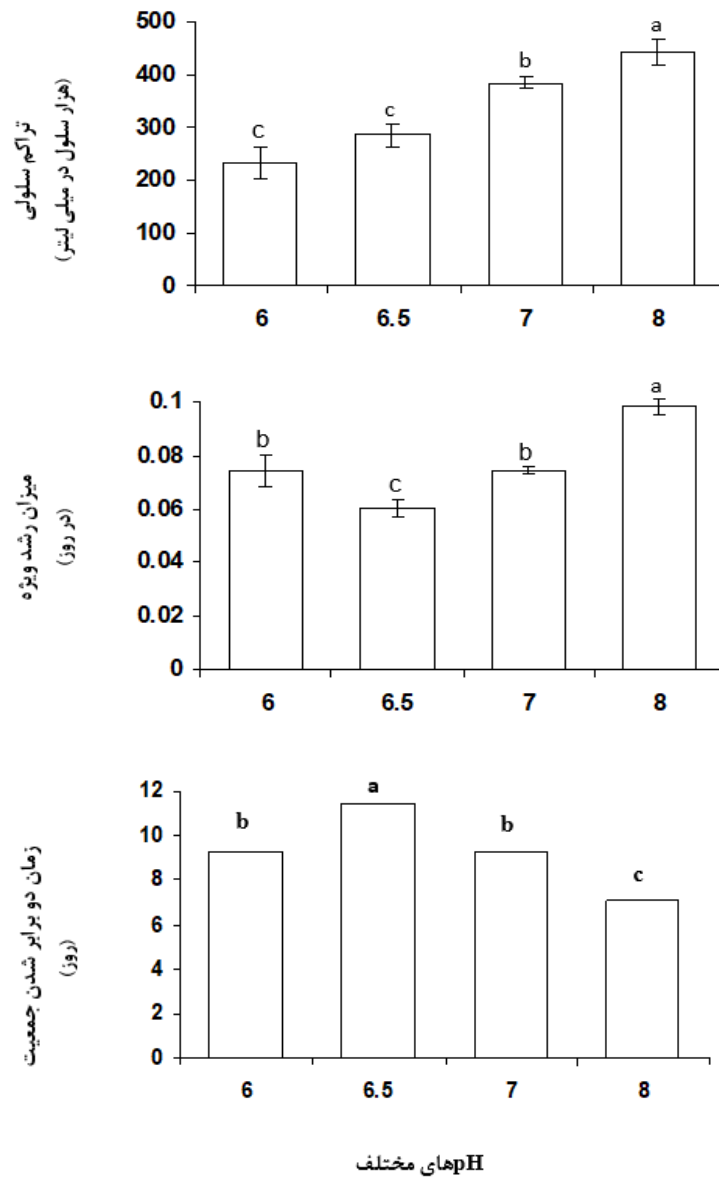 تراکم سلولی
(هزار سلول در میلی لیتر)
500
400
300
200
100
0
c
c
b
a
6 6.5 7 8
میزان رشد ویژه
(در روز)
0.1
0.08
0.06
0.04
0.02
0
b
c
b
a
6 6.5 7 8
زمان دو برابر شدن جمعیت
(روز)
12
10
8
6
4
2
0
b
a
b
c
6 6.5 7 8
pHهای مختلف